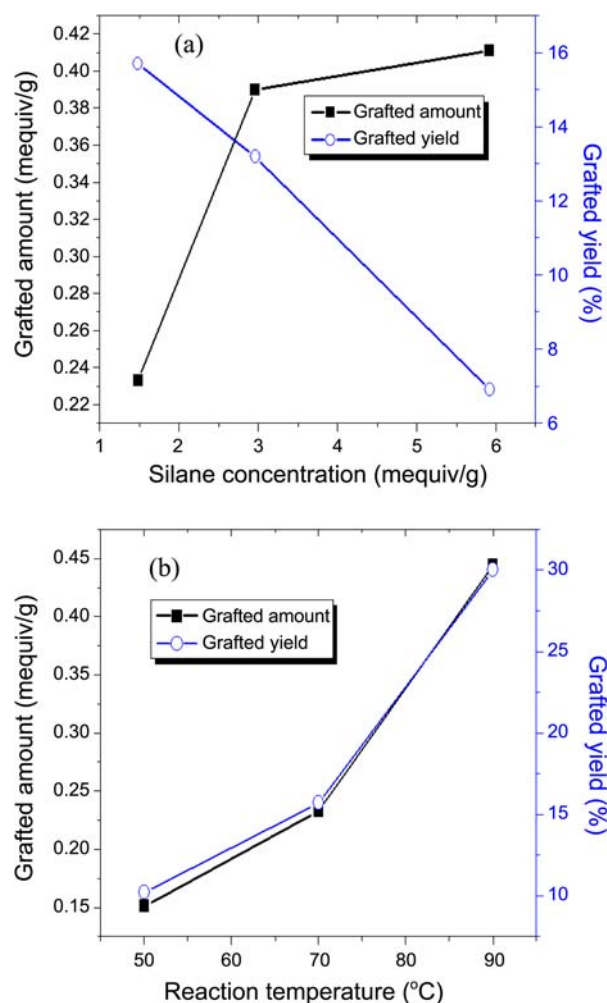 (a)
Grafted amount
Grafted yield
Grafted amount (mequiv/g)
0.42
0.40
0.38
0.36
0.34
0.32
0.30
0.28
0.26
0.24
0.22
16
14
12
10
8
6
Grafted yield (%)
1 2 3 4 5 6
Silane concentration (mequiv/g)
(b)
Grafted amount
Grafted yield
Grafted amount (mequiv/g)
0.45
0.40
0.35
0.30
0.25
0.20
0.15
30
25
20
15
10
Grafted yield (%)
50 60 70 80 90
Reaction temperature (°C)